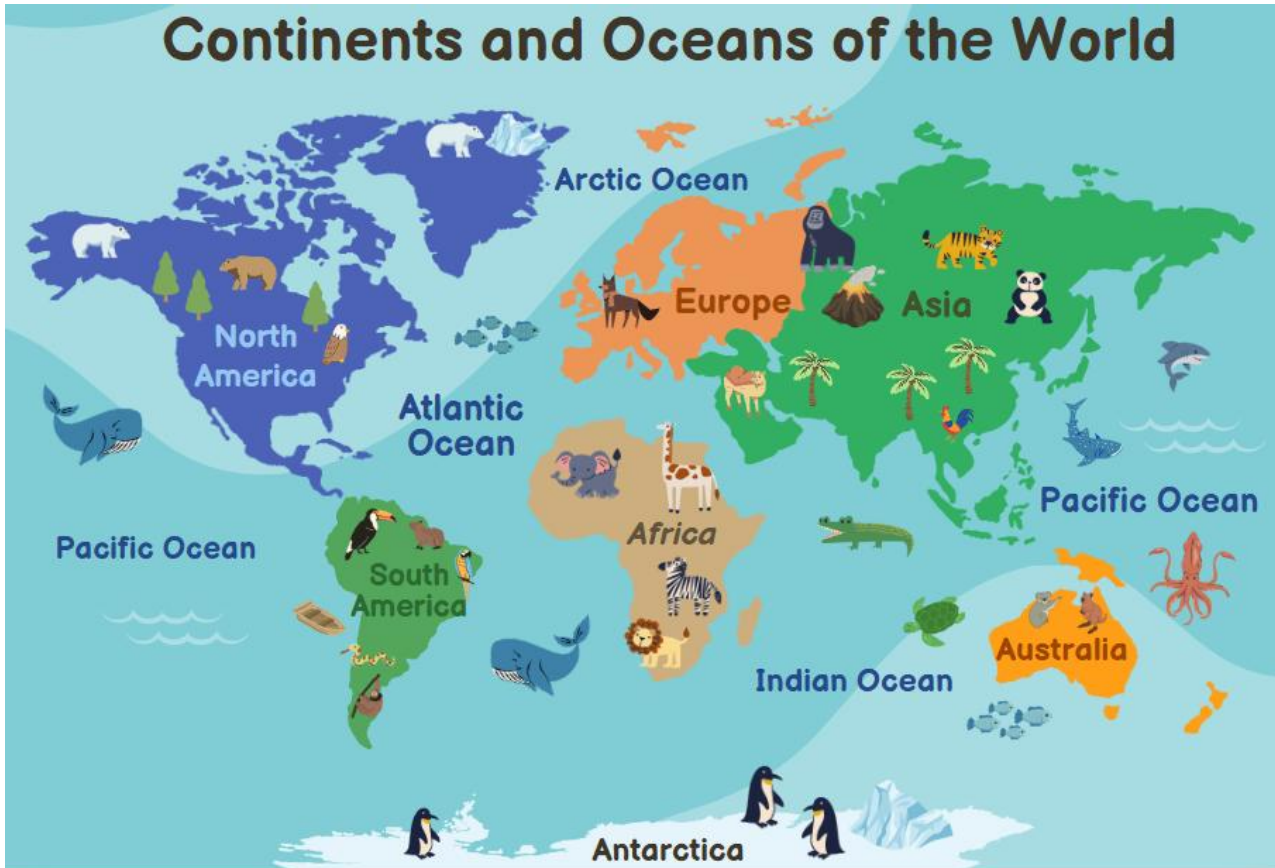 Continents and Oceans of the World
Arctic Ocean
North
America
Europe
Asia
Atlantic
Ocean
Pacific Ocean
Africa
Pacific Ocean
South
America
Australia
Indian Ocean
Antarctica